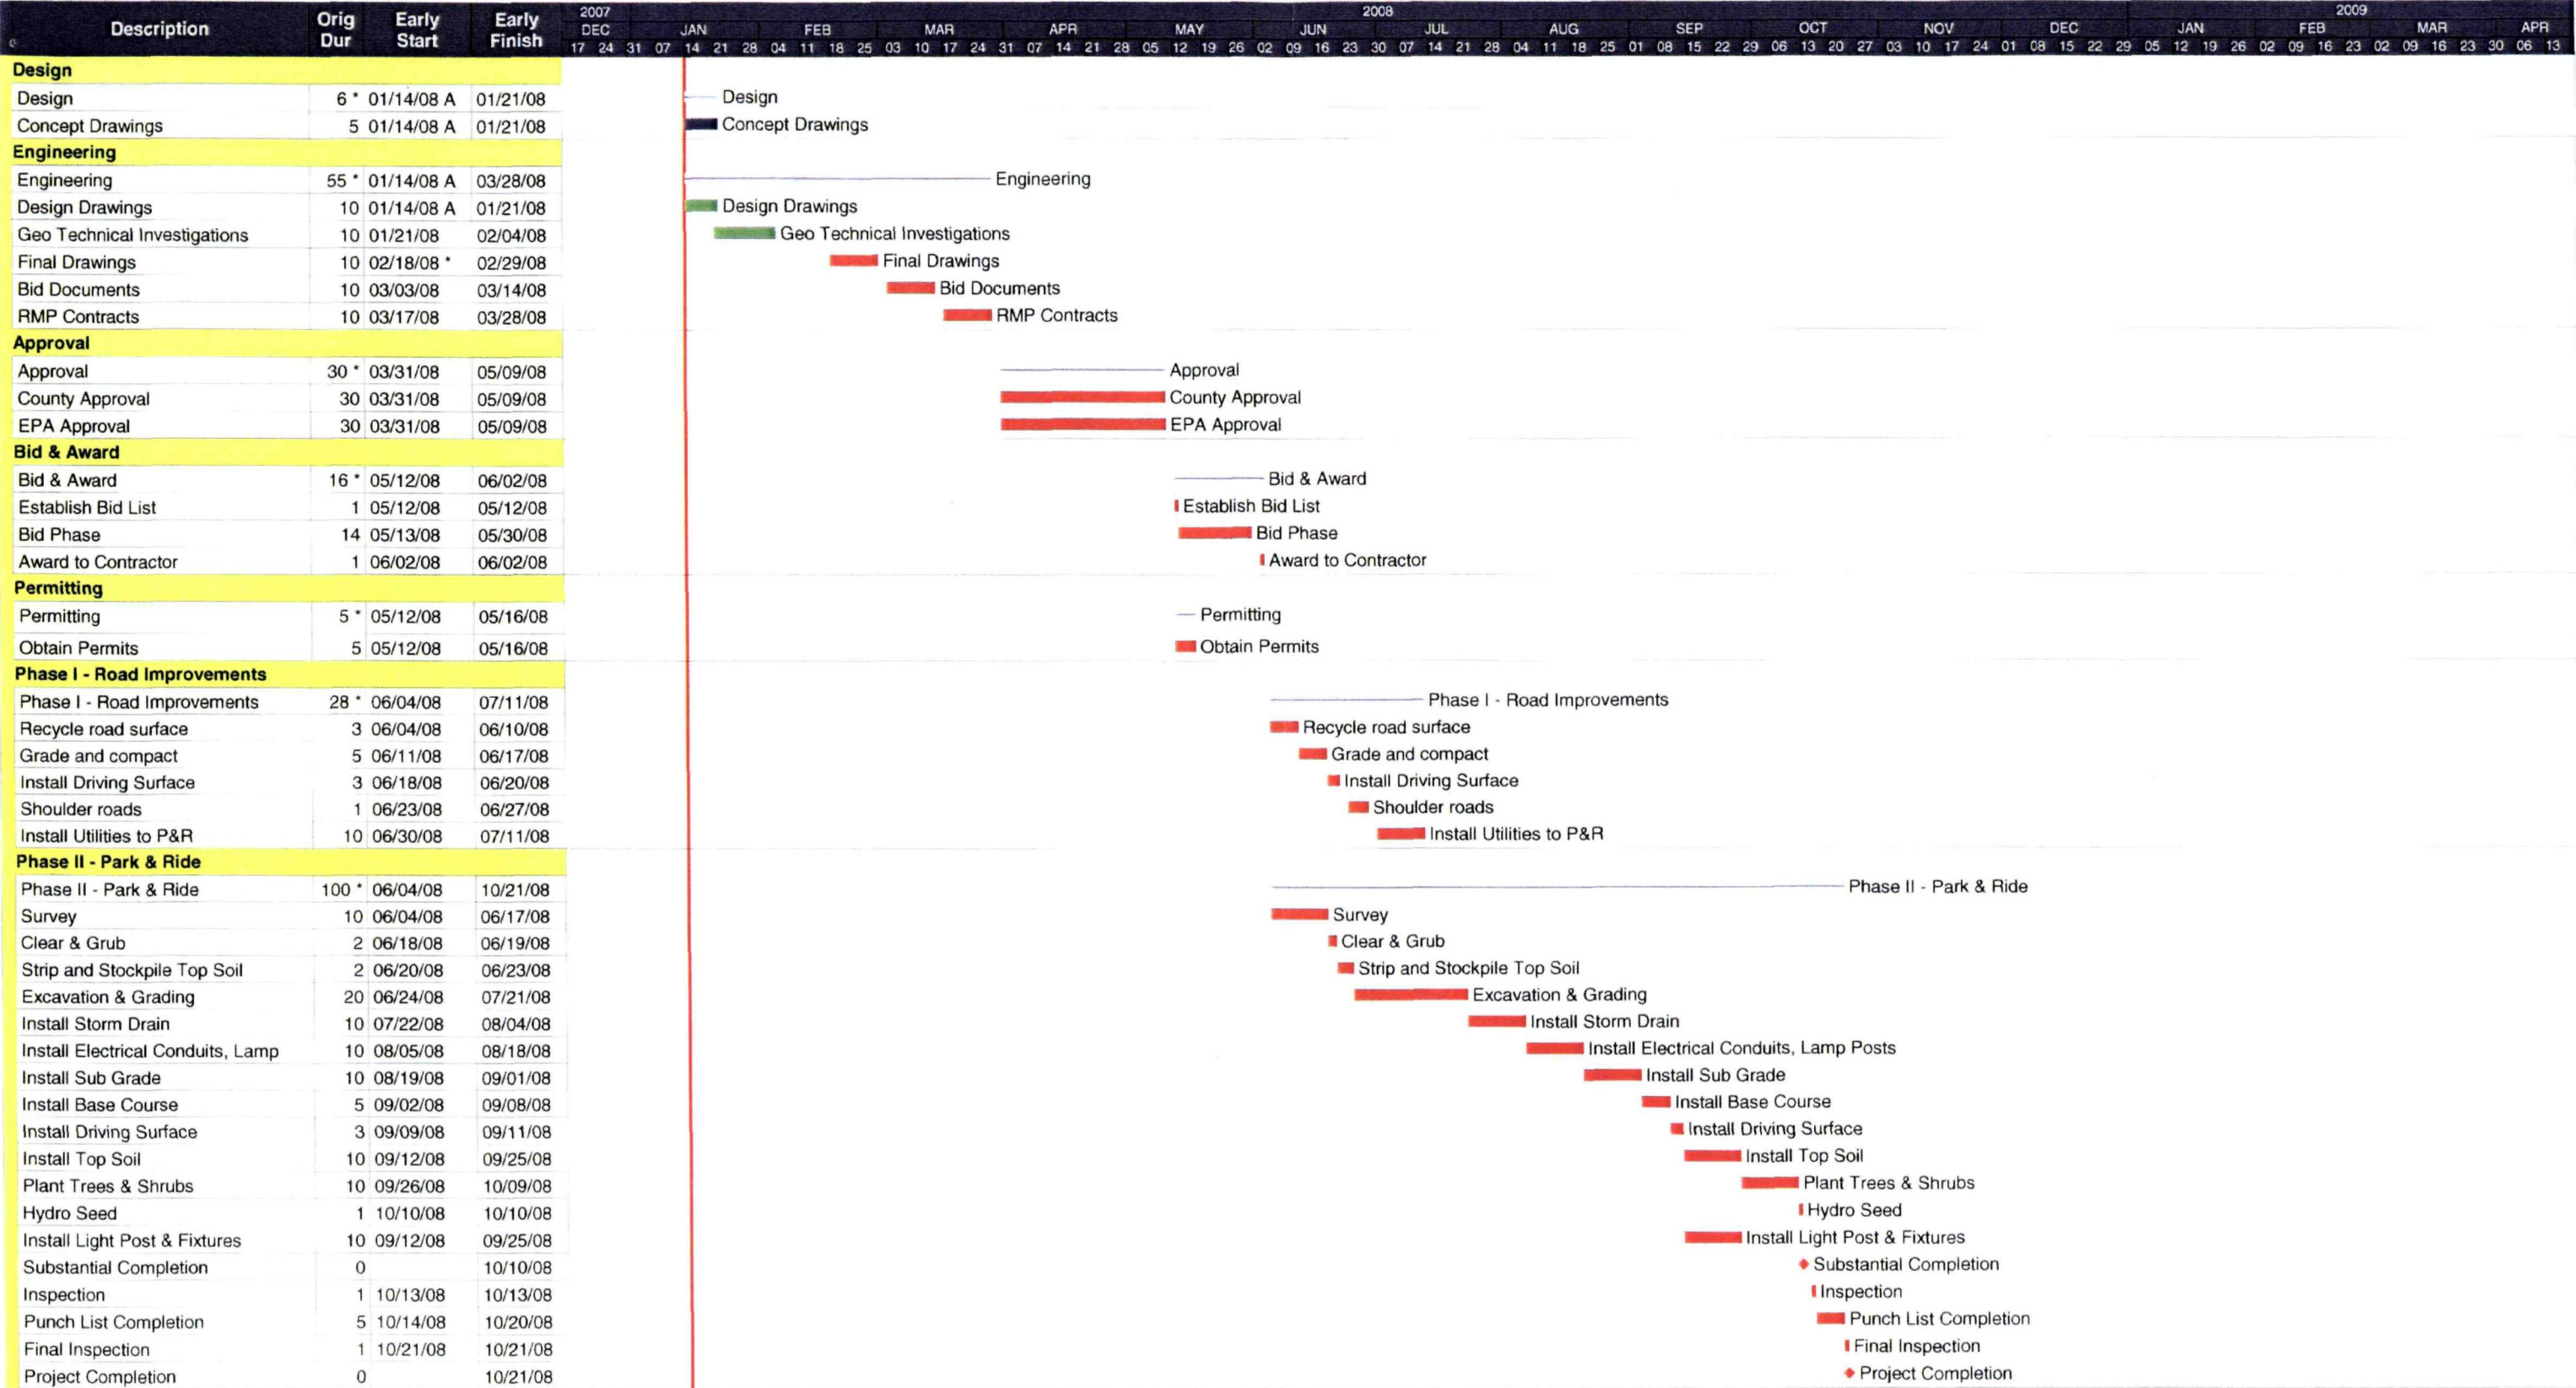 Description Orig Dur Early Start Early Finish
2007 2008 2009
DEC JAN FEB MAR APR MAY JUN JUL AUG SEP OCT NOV DEC JAN FEB MAR APR
17 24 31 07 14 21 28 04 11 18 25 03 10 17 24 31 07 14 21 28 05 12 19 26 02 09 16 23 30 07 14 21 28 04 11 18 25 01 08 15 22 29 06 13 20 27 03 10 17 24 01 08 15 22 29 05 12 19 26 02 09 16 23 02 09 16 23 30 06 13
Design
Design 6 * 01/14/08 A 01/21/08 Design
Concept Drawings 5 01/14/08 A 01/21/08 Concept Drawings
Engineering
Engineering 55 * 01/14/08 A 03/28/08 Engineering
Design Drawings 10 01/14/08 A 01/21/08 Design Drawings
Geo Technical Investigations 10 01/21/08 02/04/08 Geo Technical Investigations
Final Drawings 10 02/18/08 * 02/29/08 Final Drawings
Bid Documents 10 03/03/08 03/14/08 Bid Documents
RMP Contracts 10 03/17/08 03/28/08 RMP Contracts
Approval
Approval 30 * 03/31/08 05/09/08 Approval
County Approval 30 03/31/08 05/09/08 County Approval
EPA Approval 30 03/31/08 05/09/08 EPA Approval
Bid & Award
Bid & Award 16 * 05/12/08 06/02/08 Bid & Award
Establish Bid List 1 05/12/08 05/12/08 Establish Bid List
Bid Phase 14 05/13/08 05/30/08 Bid Phase
Award to Contractor 1 06/02/08 06/02/08 Award to Contractor
Permitting
Permitting 5 * 05/12/08 05/16/08 Permitting
Obtain Permits 5 05/12/08 05/16/08 Obtain Permits
Phase I - Road Improvements
Phase I - Road Improvements 28 * 06/04/08 07/11/08 Phase I - Road Improvements
Recycle road surface 3 06/04/08 06/10/08 Recycle road surface
Grade and compact 5 06/11/08 06/17/08 Grade and compact
Install Driving Surface 3 06/18/08 06/20/08 Install Driving Surface
Shoulder roads 1 06/23/08 06/27/08 Shoulder roads
Install Utilities to P&R 10 06/30/08 07/11/08 Install Utilities to P&R
Phase II - Park & Ride
Phase II - Park & Ride 100 * 06/04/08 10/21/08 Phase II - Park & Ride
Survey 10 06/04/08 06/17/08 Survey
Clear & Grub 2 06/18/08 06/19/08 Clear & Grub
Strip and Stockpile Top Soil 2 06/20/08 06/23/08 Strip and Stockpile Top Soil
Excavation & Grading 20 06/24/08 07/21/08 Excavation & Grading
Install Storm Drain 10 07/22/08 08/04/08 Install Storm Drain
Install Electrical Conduits, Lamp 10 08/05/08 08/18/08 Install Electrical Conduits, Lamp Posts
Install Sub Grade 10 08/19/08 09/01/08 Install Sub Grade
Install Base Course 5 09/02/08 09/08/08 Install Base Course
Install Driving Surface 3 09/09/08 09/11/08 Install Driving Surface
Install Top Soil 10 09/12/08 09/25/08 Install Top Soil
Plant Trees & Shrubs 10 09/26/08 10/09/08 Plant Trees & Shrubs
Hydro Seed 1 10/10/08 10/10/08 Hydro Seed
Install Light Post & Fixtures 10 09/12/08 09/25/08 Install Light Post & Fixtures
Substantial Completion 0 10/10/08 Substantial Completion
Inspection 1 10/13/08 10/13/08 Inspection
Punch List Completion 5 10/14/08 10/20/08 Punch List Completion
Final Inspection 1 10/21/08 10/21/08 Final Inspection
Project Completion 0 10/21/08 Project Completion